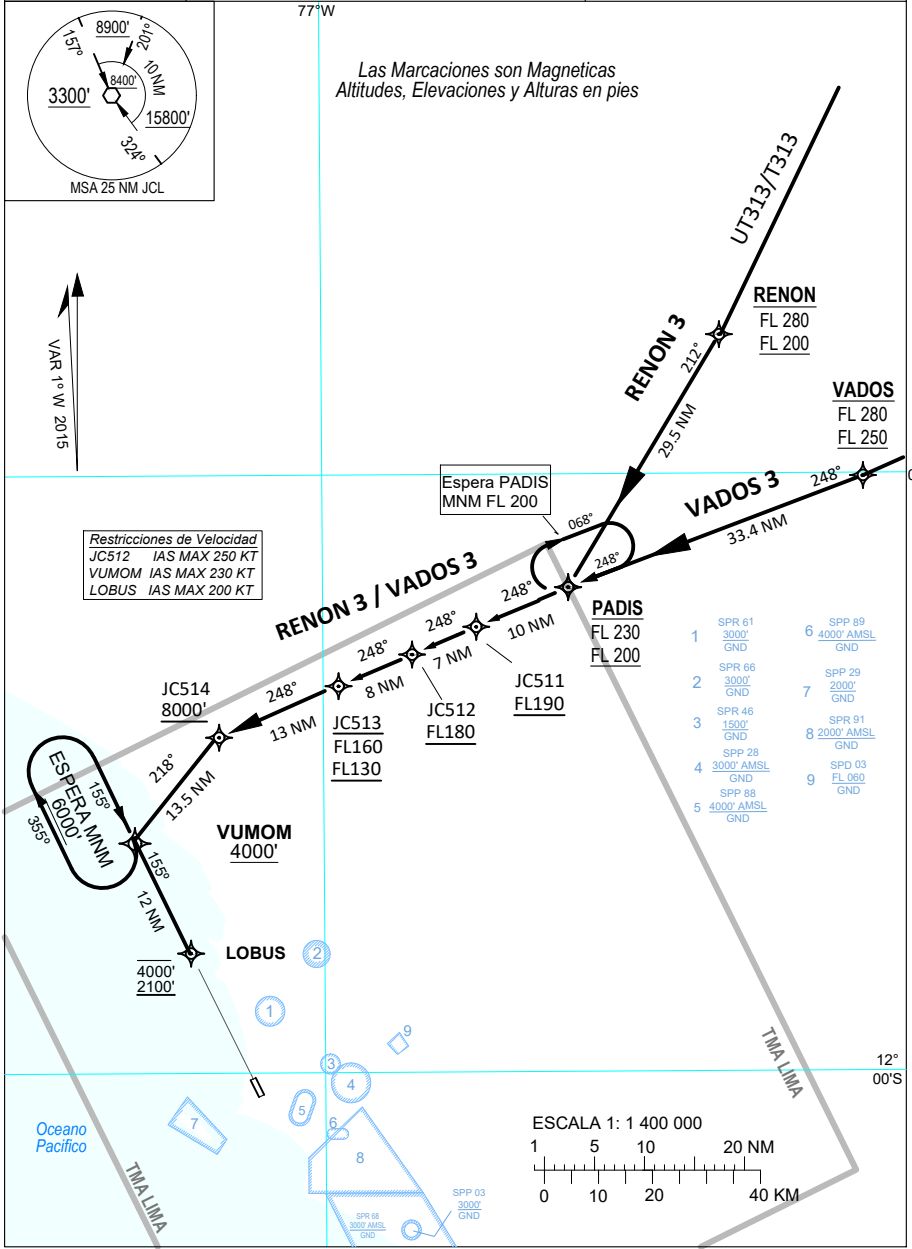 77°W
8900'
157°
201°
10 NM
8400'
3300'
15800'
324°
MSA 25 NM JCL
Las Marcaciones son Magneticas
Altitudes, Elevaciones y Alturas en pies
UT313/T313
VAR 1° W 2015
RENON
FL 280
FL 200
RENON 3
212°
29.5 NM
VADOS
FL 280
FL 250
248°
VADOS 3
33.4 NM
Espera PADIS
MNM FL 200
068°
248°
Restricciones de Velocidad
JC512 IAS MAX 250 KT
VUMOM IAS MAX 230 KT
LOBUS IAS MAX 200 KT
RENON 3 / VADOS 3
PADIS
FL 230
FL 200
248°
10 NM
248°
7 NM
248°
8 NM
248°
13 NM
JC511
FL190
JC512
FL180
JC513
FL160
FL130
JC514
8000'
218°
13.5 NM
ESPERA MNM
6000'
155°
355°
VUMOM
4000'
155°
12 NM
LOBUS
4000'
2100'
1 SPR 61
3000'
GND
2 SPR 66
3000'
GND
3 SPR 46
1500'
GND
4 SPP 28
3000' AMSL
GND
5 SPP 88
4000' AMSL
GND
6 SPP 89
4000' AMSL
GND
7 SPP 29
2000'
GND
8 SPR 91
2000' AMSL
GND
9 SPD 03
FL 060
GND
2
1
9
3
4
5
6
7
8
TMA LIMA
12°
00'S
Oceano
Pacifico
TMA LIMA
SPR 68
3000' AMSL
GND
SPP 03
3000'
GND
ESCALA 1: 1 400 000
1 5 10 20 NM
0 10 20 40 KM